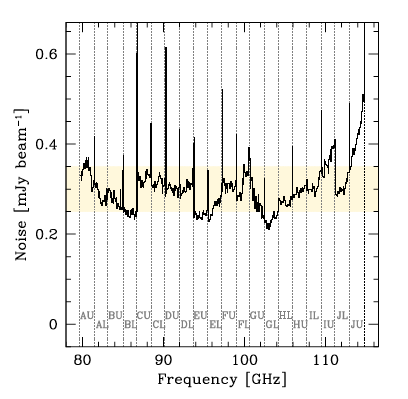 0.6
0.4
0.2
0
Noise [mJy beam⁻¹]
AU BU CU DU EU FU GU HL IL JL
AL BL CL DL EL FL GL HU IU JU
80 90 100 110
Frequency [GHz]